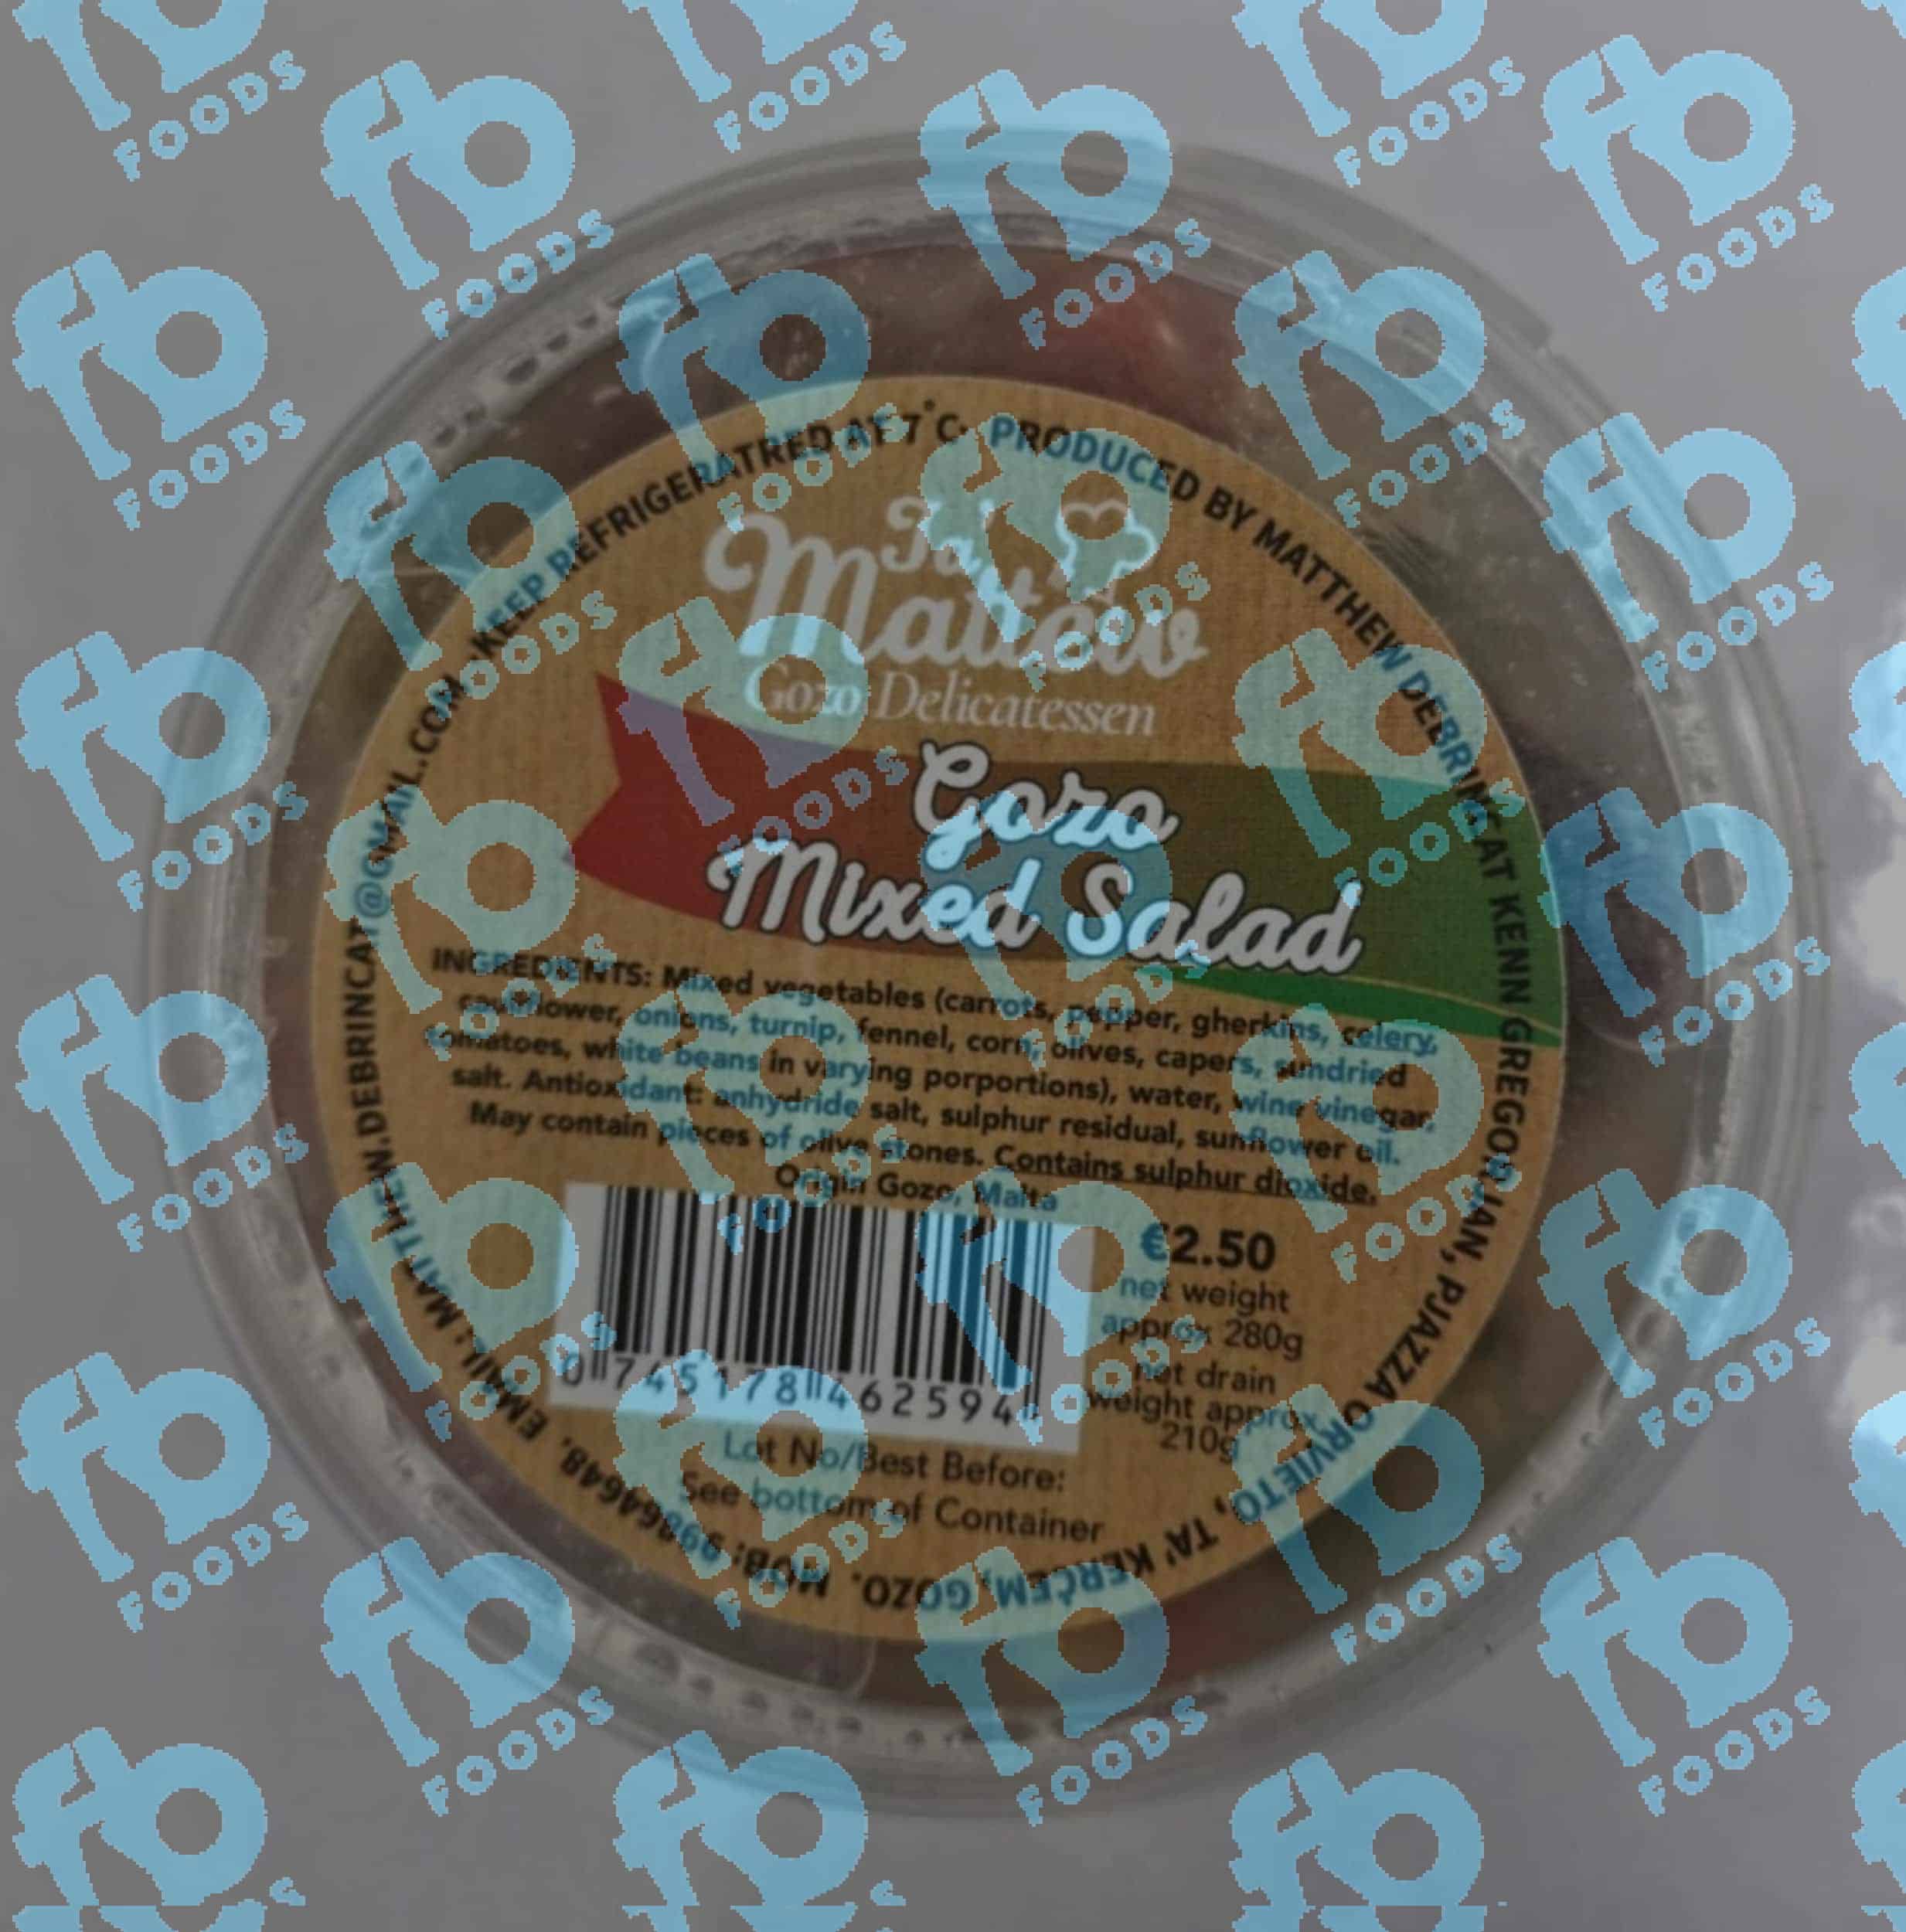 KEEP REFRIGERATRED AT 7°C. PRODUCED BY MATTHEW DEBRINCAT KENN GREGORJAN, PJAZZA ORVIETO, TA' KERĊEM, GOZO. MOB: 99864648. EMAIL: MATTHEW.DEBRINCAT@GMAIL.COM
Ta'
Mattew
Gozo Delicatessen
Gozo
Mixed Salad
INGREDIENTS: Mixed vegetables (carrots, pepper, gherkins, celery,
cauliflower, onions, turnip, fennel, corn, olives, capers, sundried
tomatoes, white beans in varying porportions), water, wine vinegar,
salt. Antioxidant: anhydride salt, sulphur residual, sunflower oil.
May contain pieces of olive stones. Contains sulphur dioxide.
Origin Gozo, Malta
€2.50
net weight
approx 280g
net drain
weight approx
210g
0 745178 462594
Lot No/Best Before:
See bottom of Container
fb
FOODS